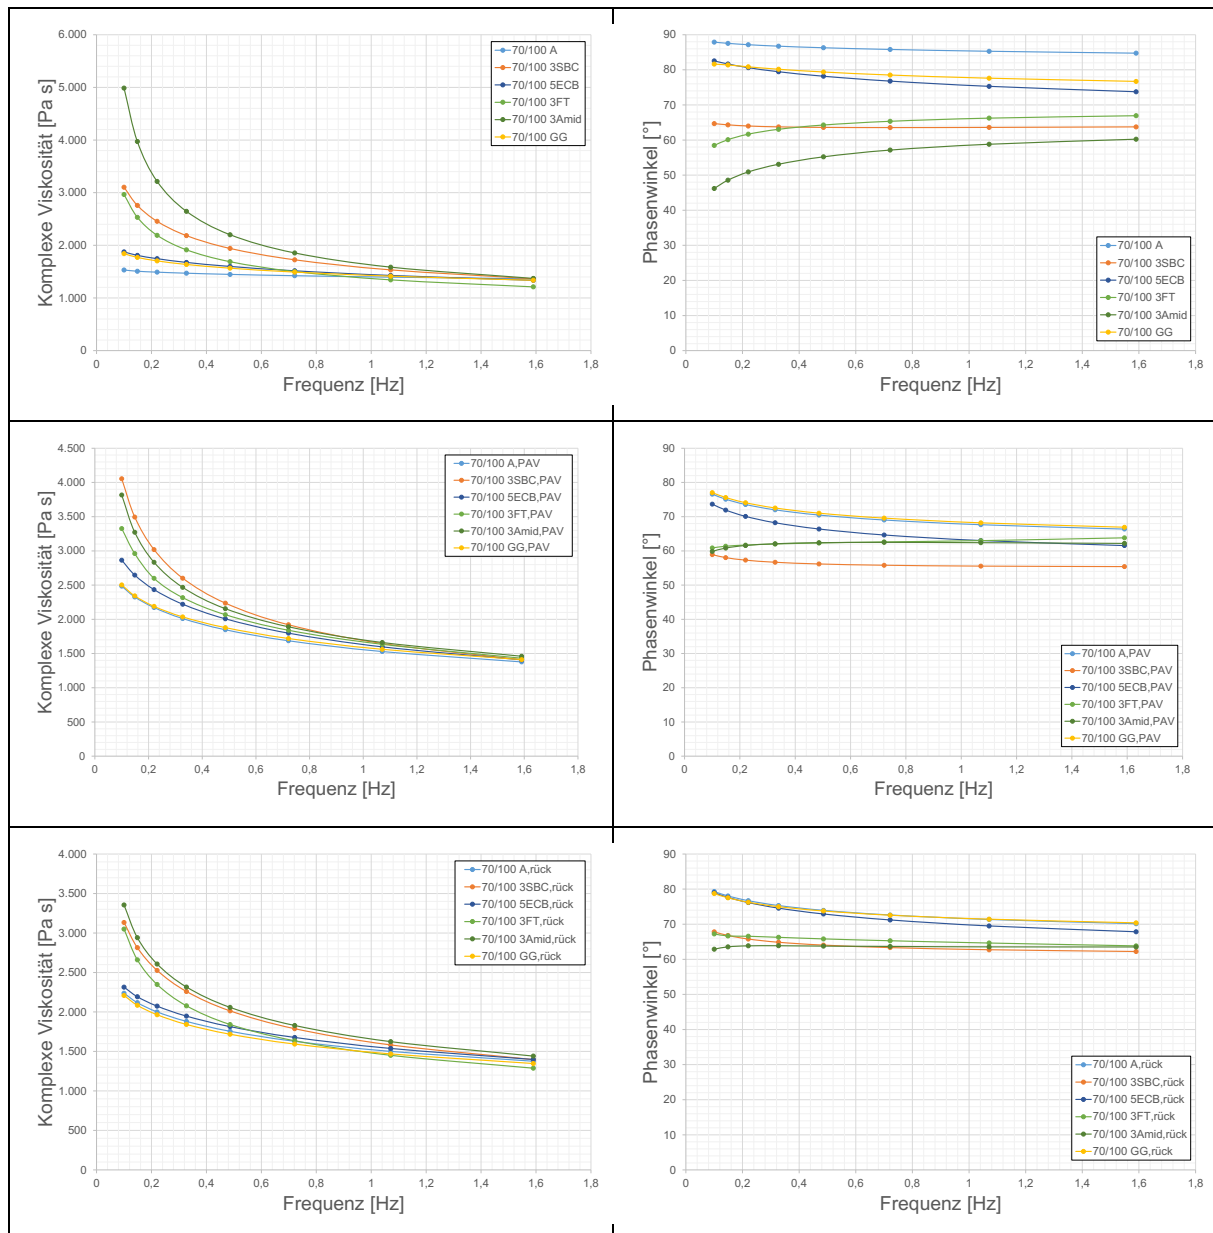 6.000
5.000
4.000
3.000
2.000
1.000
0
Komplexe Viskosität [Pa s]
0 0,2 0,4 0,6 0,8 1 1,2 1,4 1,6 1,8
Frequenz [Hz]
70/100 A
70/100 3SBC
70/100 5ECB
70/100 3FT
70/100 3Amid
70/100 GG
90
80
70
60
50
40
30
20
10
0
Phasenwinkel [°]
0 0,2 0,4 0,6 0,8 1 1,2 1,4 1,6 1,8
Frequenz [Hz]
70/100 A
70/100 3SBC
70/100 5ECB
70/100 3FT
70/100 3Amid
70/100 GG
4.500
4.000
3.500
3.000
2.500
2.000
1.500
1.000
500
0
Komplexe Viskosität [Pa s]
0 0,2 0,4 0,6 0,8 1 1,2 1,4 1,6 1,8
Frequenz [Hz]
70/100 A,PAV
70/100 3SBC,PAV
70/100 5ECB,PAV
70/100 3FT,PAV
70/100 3Amid,PAV
70/100 GG,PAV
90
80
70
60
50
40
30
20
10
0
Phasenwinkel [°]
0 0,2 0,4 0,6 0,8 1 1,2 1,4 1,6 1,8
Frequenz [Hz]
70/100 A,PAV
70/100 3SBC,PAV
70/100 5ECB,PAV
70/100 3FT,PAV
70/100 3Amid,PAV
70/100 GG,PAV
4.000
3.500
3.000
2.500
2.000
1.500
1.000
500
0
Komplexe Viskosität [Pa s]
0 0,2 0,4 0,6 0,8 1 1,2 1,4 1,6 1,8
Frequenz [Hz]
70/100 A,rück
70/100 3SBC,rück
70/100 5ECB,rück
70/100 3FT,rück
70/100 3Amid,rück
70/100 GG,rück
90
80
70
60
50
40
30
20
10
0
Phasenwinkel [°]
0 0,2 0,4 0,6 0,8 1 1,2 1,4 1,6 1,8
Frequenz [Hz]
70/100 A,rück
70/100 3SBC,rück
70/100 5ECB,rück
70/100 3FT,rück
70/100 3Amid,rück
70/100 GG,rück